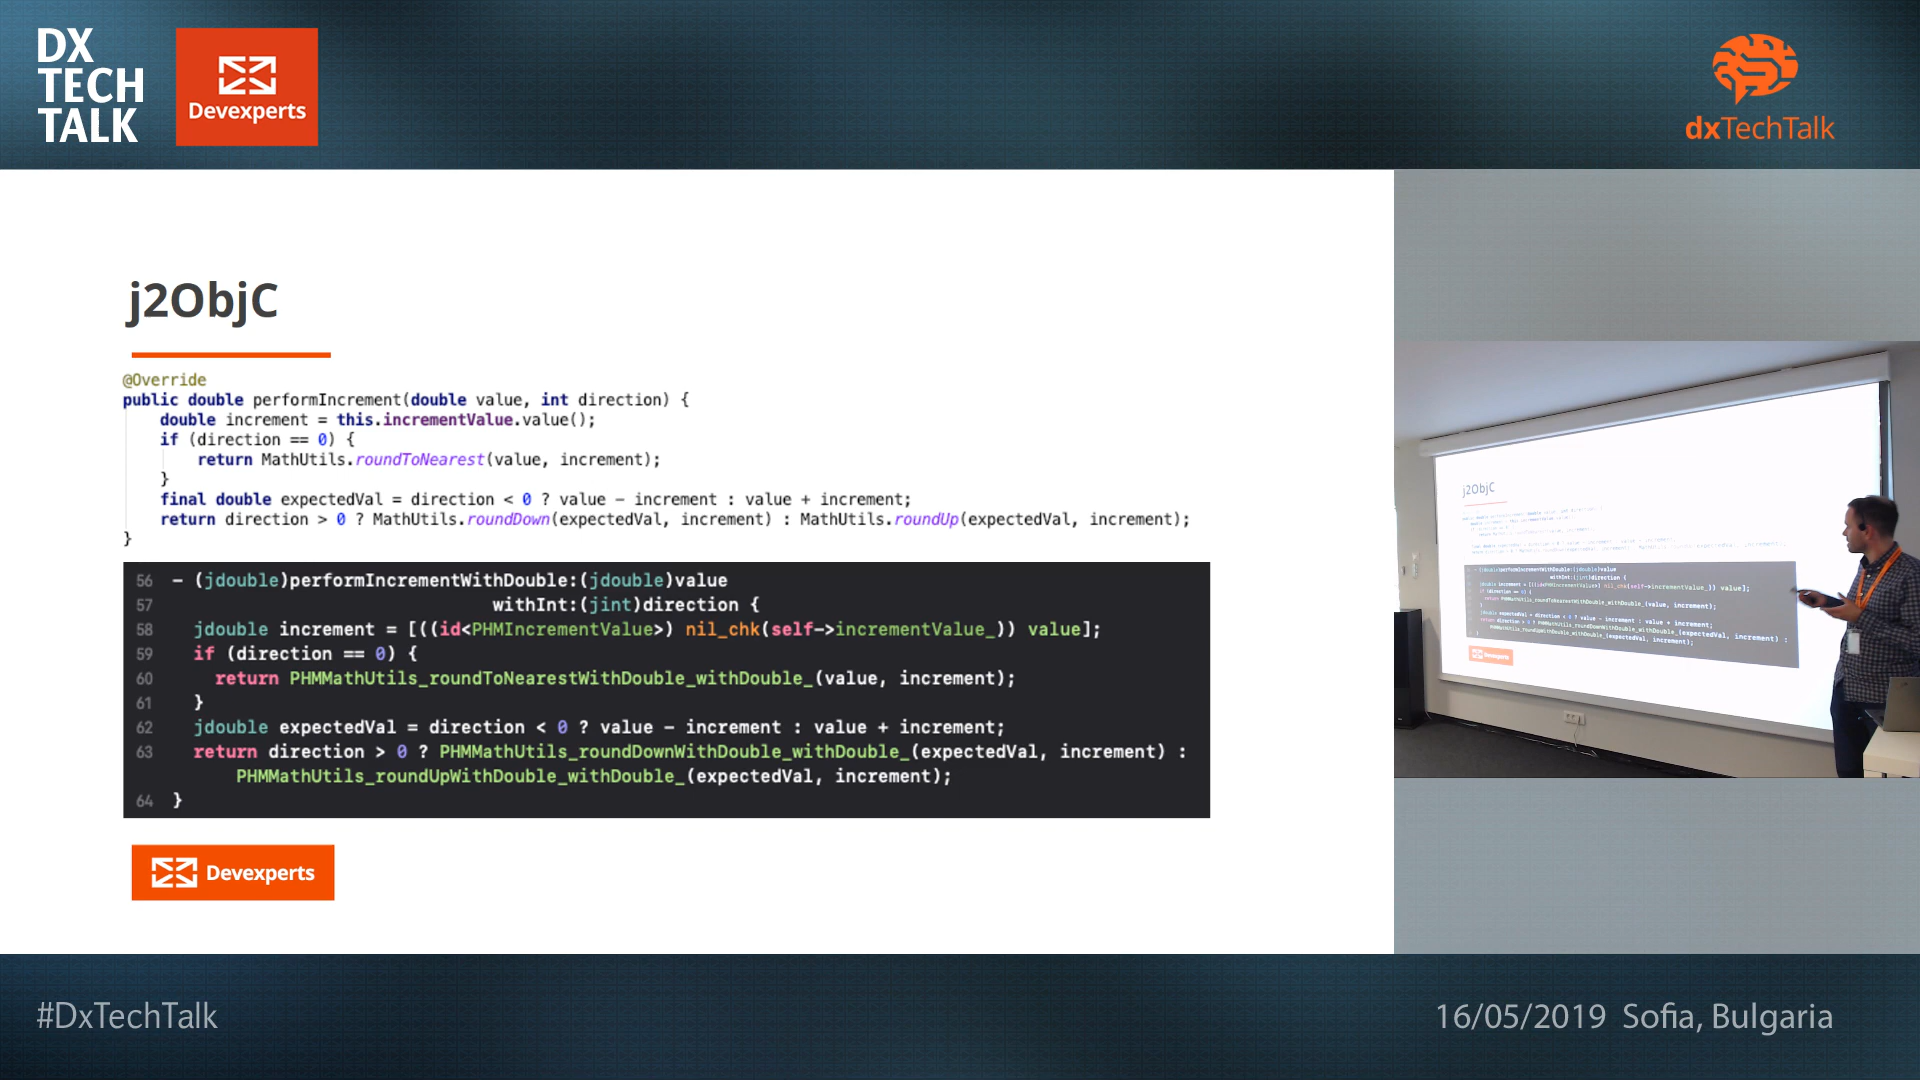 DX
TECH
TALK
Devexperts
dxTechTalk
j2ObjC
@Override
public double performIncrement(double value, int direction) {
    double increment = this.incrementValue.value();
    if (direction == 0) {
        return MathUtils.roundToNearest(value, increment);
    }
    final double expectedVal = direction < 0 ? value - increment : value + increment;
    return direction > 0 ? MathUtils.roundDown(expectedVal, increment) : MathUtils.roundUp(expectedVal, increment);
}
56 - (jdouble)performIncrementWithDouble:(jdouble)value
57                               withInt:(jint)direction {
58   jdouble increment = [((id<PHMIncrementValue>) nil_chk(self->incrementValue_)) value];
59   if (direction == 0) {
60     return PHMMathUtils_roundToNearestWithDouble_withDouble_(value, increment);
61   }
62   jdouble expectedVal = direction < 0 ? value - increment : value + increment;
63   return direction > 0 ? PHMMathUtils_roundDownWithDouble_withDouble_(expectedVal, increment) :
       PHMMathUtils_roundUpWithDouble_withDouble_(expectedVal, increment);
64 }
Devexperts
j2ObjC
#DxTechTalk
16/05/2019 Sofia, Bulgaria